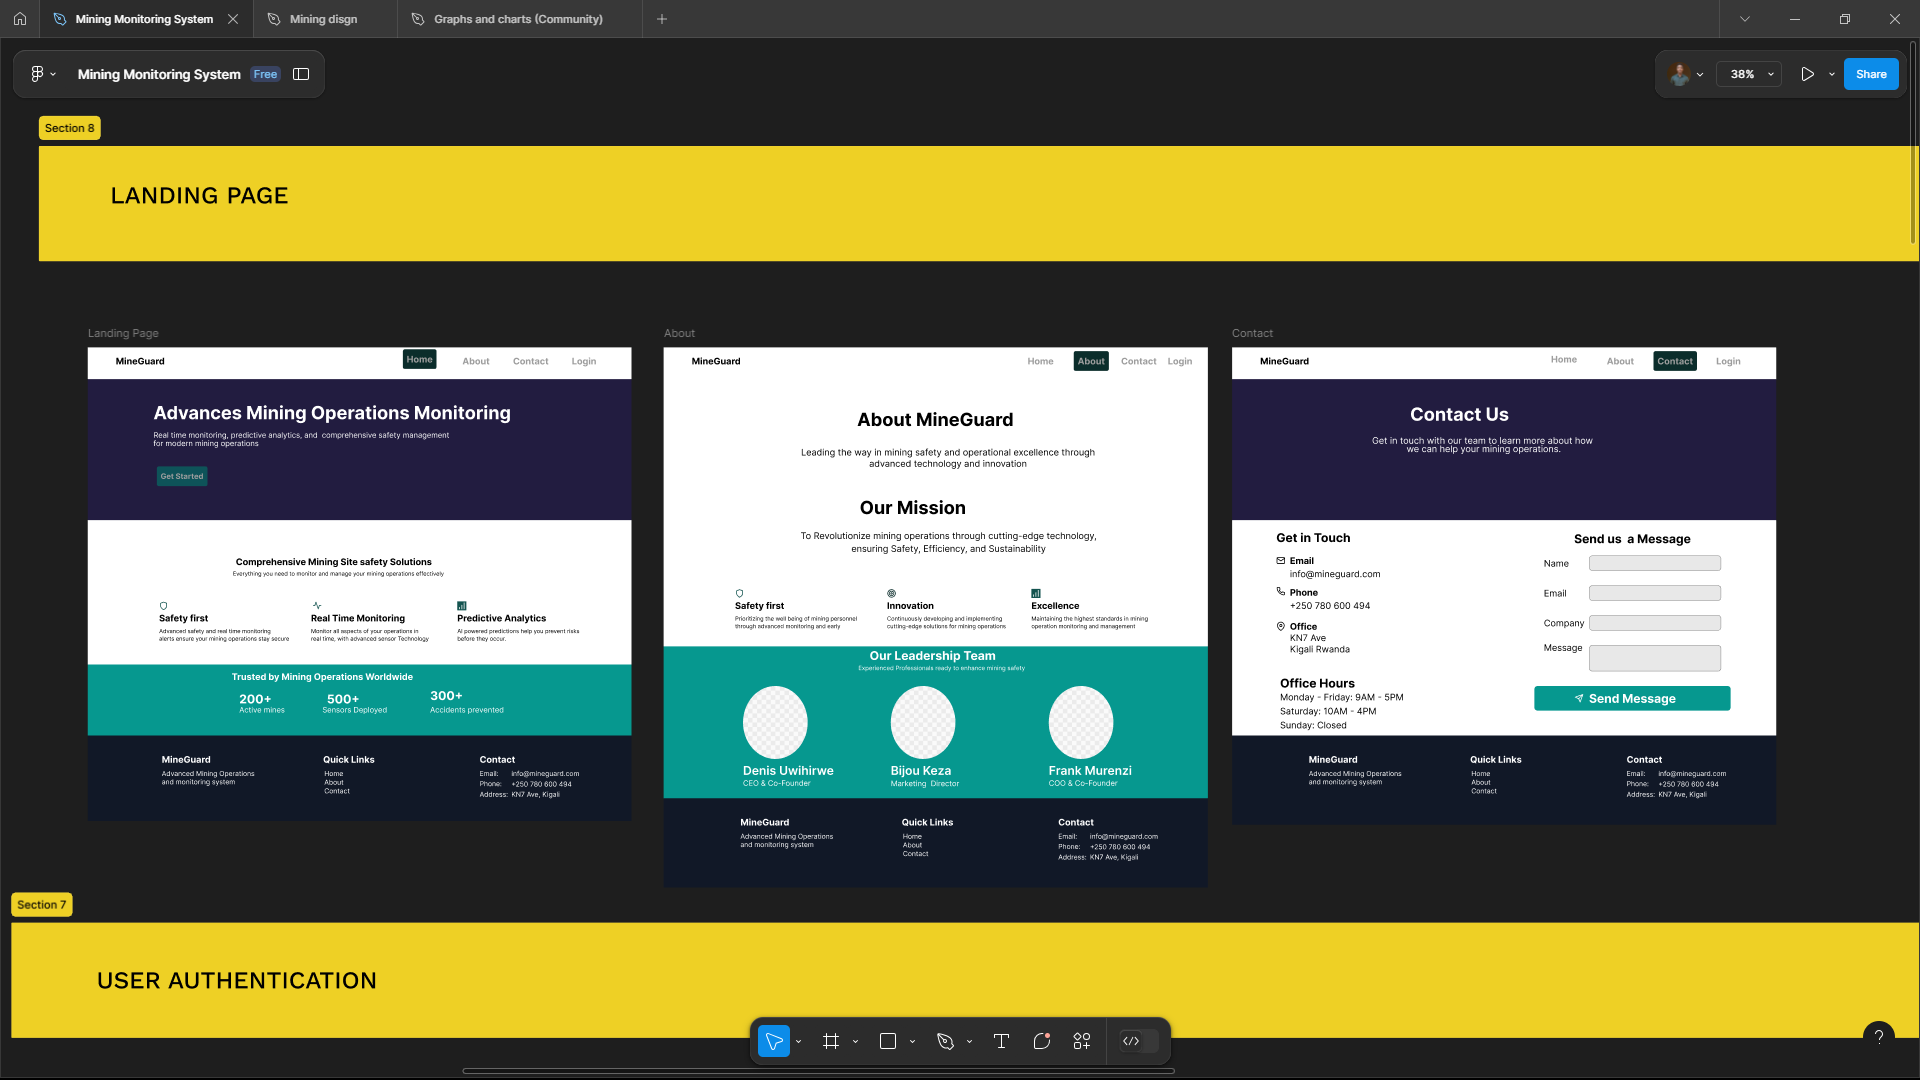 Mining Monitoring System
Mining disgn
Graphs and charts (Community)
Mining Monitoring System
Free
38%
Share
Section 8
LANDING PAGE
Landing Page
MineGuard
Home
About
Contact
Login
Advances Mining Operations Monitoring
Real time monitoring, predictive analytics, and comprehensive safety management
for modern mining operations
Get Started
Comprehensive Mining Site safety Solutions
Everything you need to monitor and manage your mining operations effectively
Safety first
Advanced safety and real time monitoring
alerts ensure your mining operations stay secure
Real Time Monitoring
Monitor all aspects of your operations in
real time, with advanced sensor Technology
Predictive Analytics
AI powered predictions help you prevent risks
before they occur.
Trusted by Mining Operations Worldwide
200+
Active mines
500+
Sensors Deployed
300+
Accidents prevented
MineGuard
Advanced Mining Operations
and monitoring system
Quick Links
Home
About
Contact
Contact
Email: info@mineguard.com
Phone: +250 780 600 494
Address: KN7 Ave, Kigali
About
MineGuard
Home
About
Contact
Login
About MineGuard
Leading the way in mining safety and operational excellence through
advanced technology and innovation
Our Mission
To Revolutionize mining operations through cutting-edge technology,
ensuring Safety, Efficiency, and Sustainability
Safety first
Prioritizing the well being of mining personnel
through advanced monitoring and early
Innovation
Continuously developing and implementing
cutting-edge solutions for mining operations
Excellence
Maintaining the highest standards in mining
operation monitoring and management
Our Leadership Team
Experienced Professionals ready to enhance mining safety
Denis Uwihirwe
CEO & Co-Founder
Bijou Keza
Marketing Director
Frank Murenzi
COO & Co-Founder
MineGuard
Advanced Mining Operations
and monitoring system
Quick Links
Home
About
Contact
Contact
Email: info@mineguard.com
Phone: +250 780 600 494
Address: KN7 Ave, Kigali
Contact
MineGuard
Home
About
Contact
Login
Contact Us
Get in touch with our team to learn more about how
we can help your mining operations.
Get in Touch
Email
info@mineguard.com
Phone
+250 780 600 494
Office
KN7 Ave
Kigali Rwanda
Office Hours
Monday - Friday: 9AM - 5PM
Saturday: 10AM - 4PM
Sunday: Closed
Send us a Message
Name
Email
Company
Message
Send Message
MineGuard
Advanced Mining Operations
and monitoring system
Quick Links
Home
About
Contact
Contact
Email: info@mineguard.com
Phone: +250 780 600 494
Address: KN7 Ave, Kigali
Section 7
USER AUTHENTICATION
?